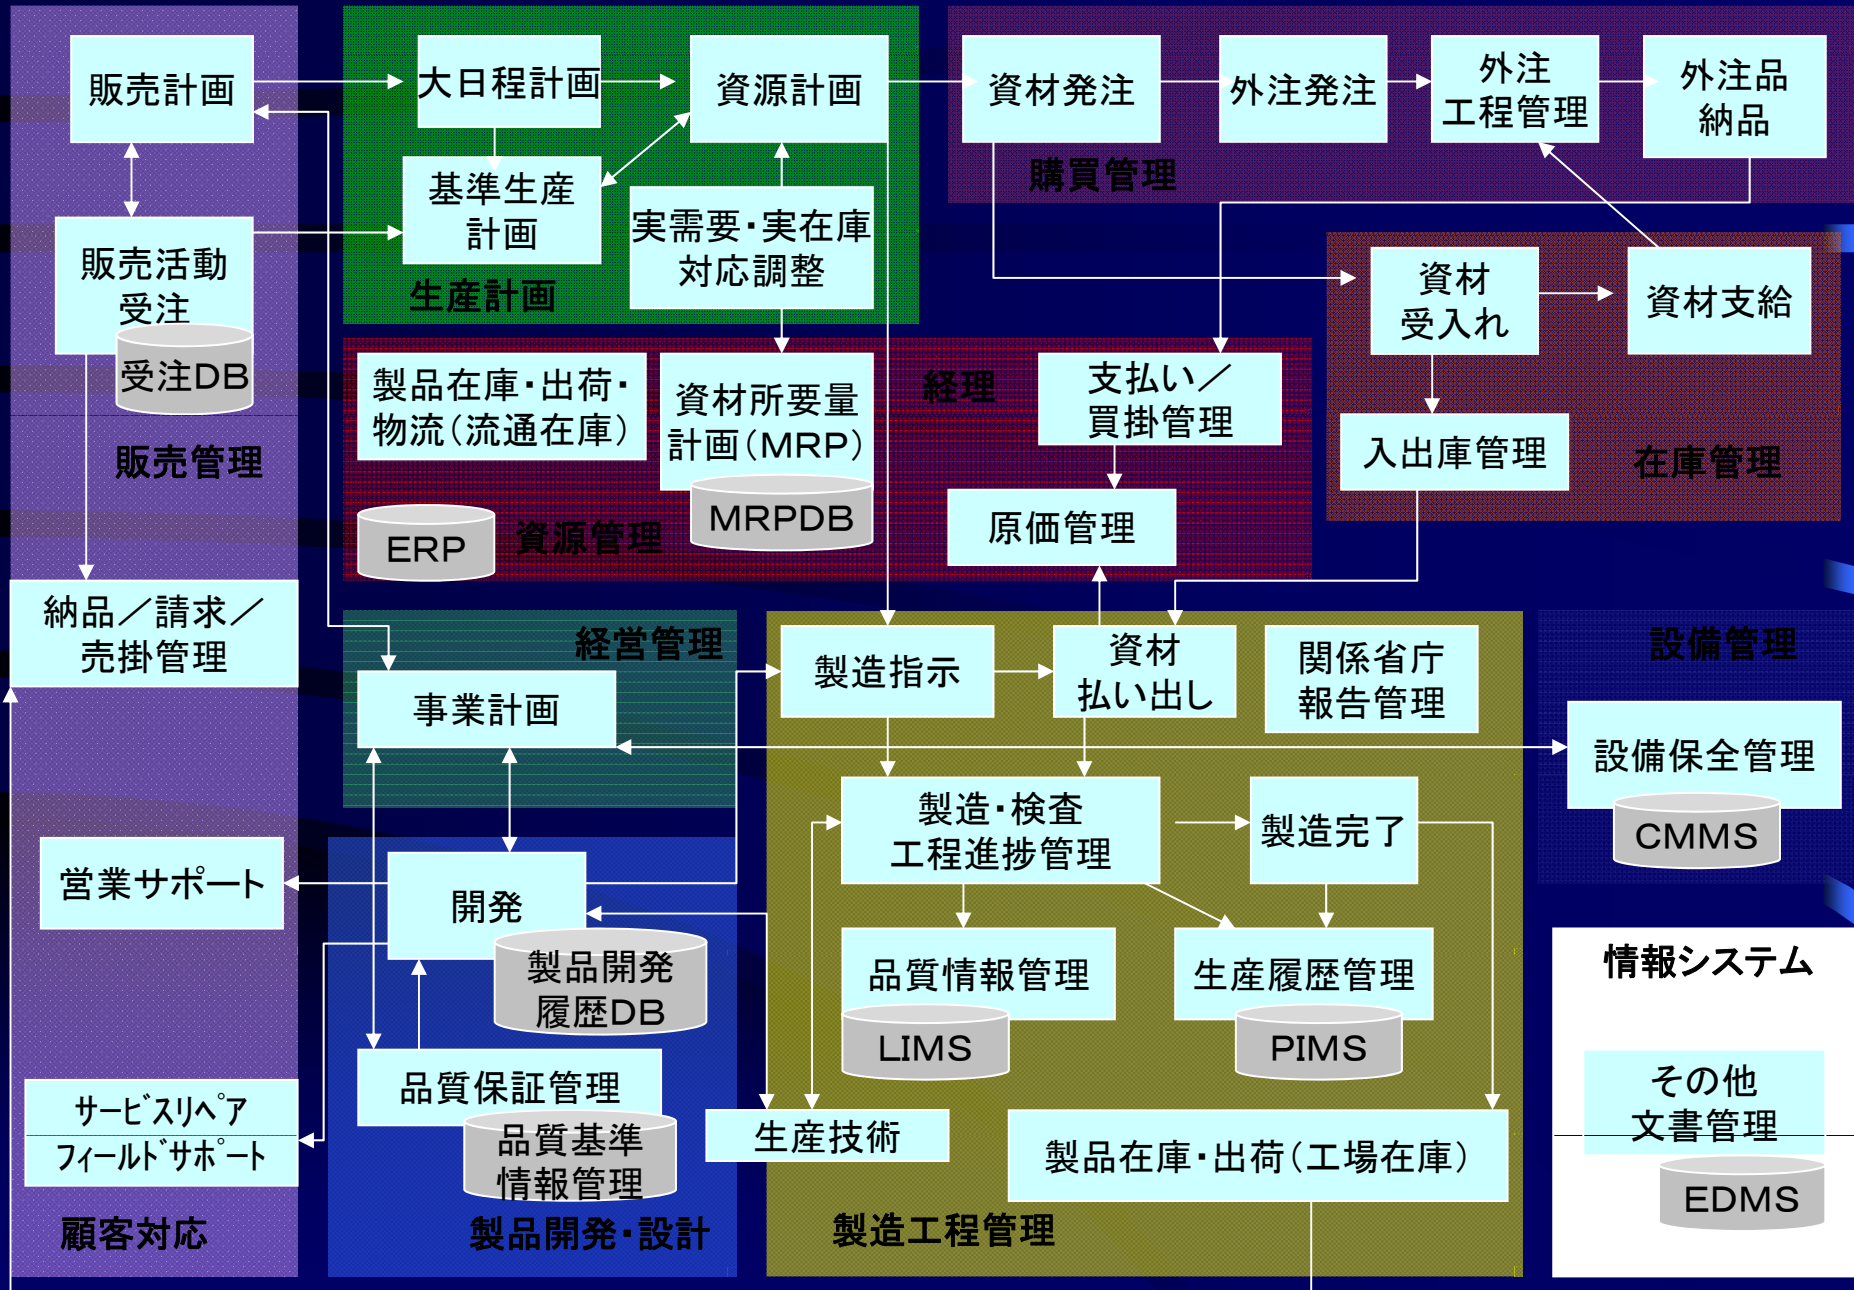 販売計画
販売活動
受注
受注DB
販売管理
納品／請求／
売掛管理
営業サポート
サービスリペア
フィールドサポート
顧客対応
大日程計画
資源計画
基準生産
計画
実需要・実在庫
対応調整
生産計画
資材発注
外注発注
外注
工程管理
外注品
納品
購買管理
製品在庫・出荷・
物流（流通在庫）
資材所要量
計画（MRP）
MRPDB
ERP
資源管理
経理
支払い／
買掛管理
原価管理
資材
受入れ
資材支給
入出庫管理
在庫管理
経営管理
事業計画
開発
製品開発
履歴DB
品質保証管理
品質基準
情報管理
製品開発・設計
製造指示
資材
払い出し
関係省庁
報告管理
製造・検査
工程進捗管理
製造完了
品質情報管理
LIMS
生産履歴管理
PIMS
生産技術
製品在庫・出荷（工場在庫）
製造工程管理
設備管理
設備保全管理
CMMS
情報システム
その他
文書管理
EDMS